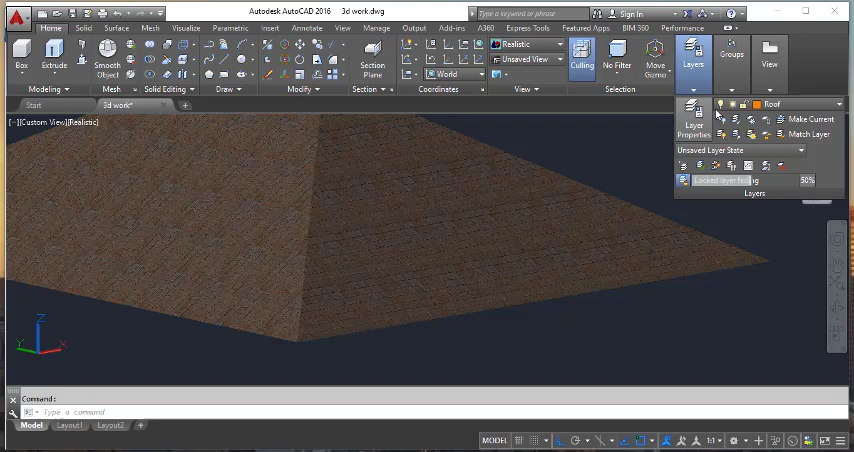 Autodesk AutoCAD 2016 3d work.dwg Type a keyword or phrase Sign In
Home Solid Surface Mesh Visualize Parametric Insert Annotate View Manage Output Add-ins A360 Express Tools Featured Apps BIM 360 Performance
Box Extrude Smooth Object Section Plane World Realistic Unsaved View Culling No Filter Move Gizmo Layers Groups View
Modeling Mesh Solid Editing Draw Modify Section Coordinates View Selection
Start 3d work* Layer Properties Roof
[−][Custom View][Realistic]
Make Current
Match Layer
Unsaved Layer State
Locked layer fading 50%
Layers
Z
Y X
Command:
Type a command
Model Layout1 Layout2 +
MODEL 1:1